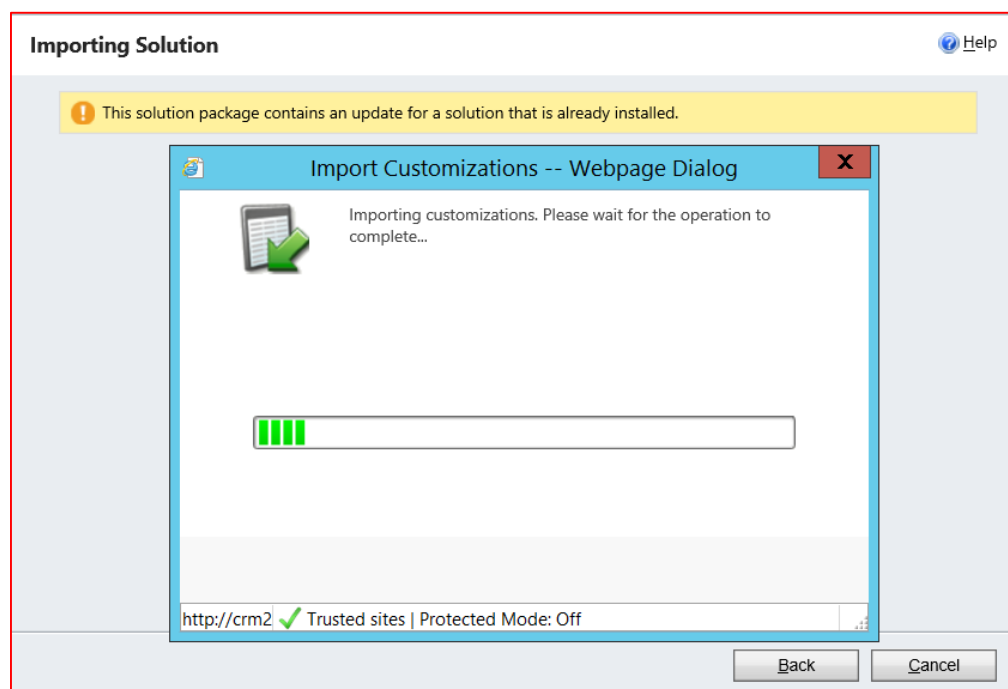 Importing Solution
Help
This solution package contains an update for a solution that is already installed.
Import Customizations -- Webpage Dialog
X
Importing customizations. Please wait for the operation to
complete...
http://crm2
Trusted sites | Protected Mode: Off
Back
Cancel